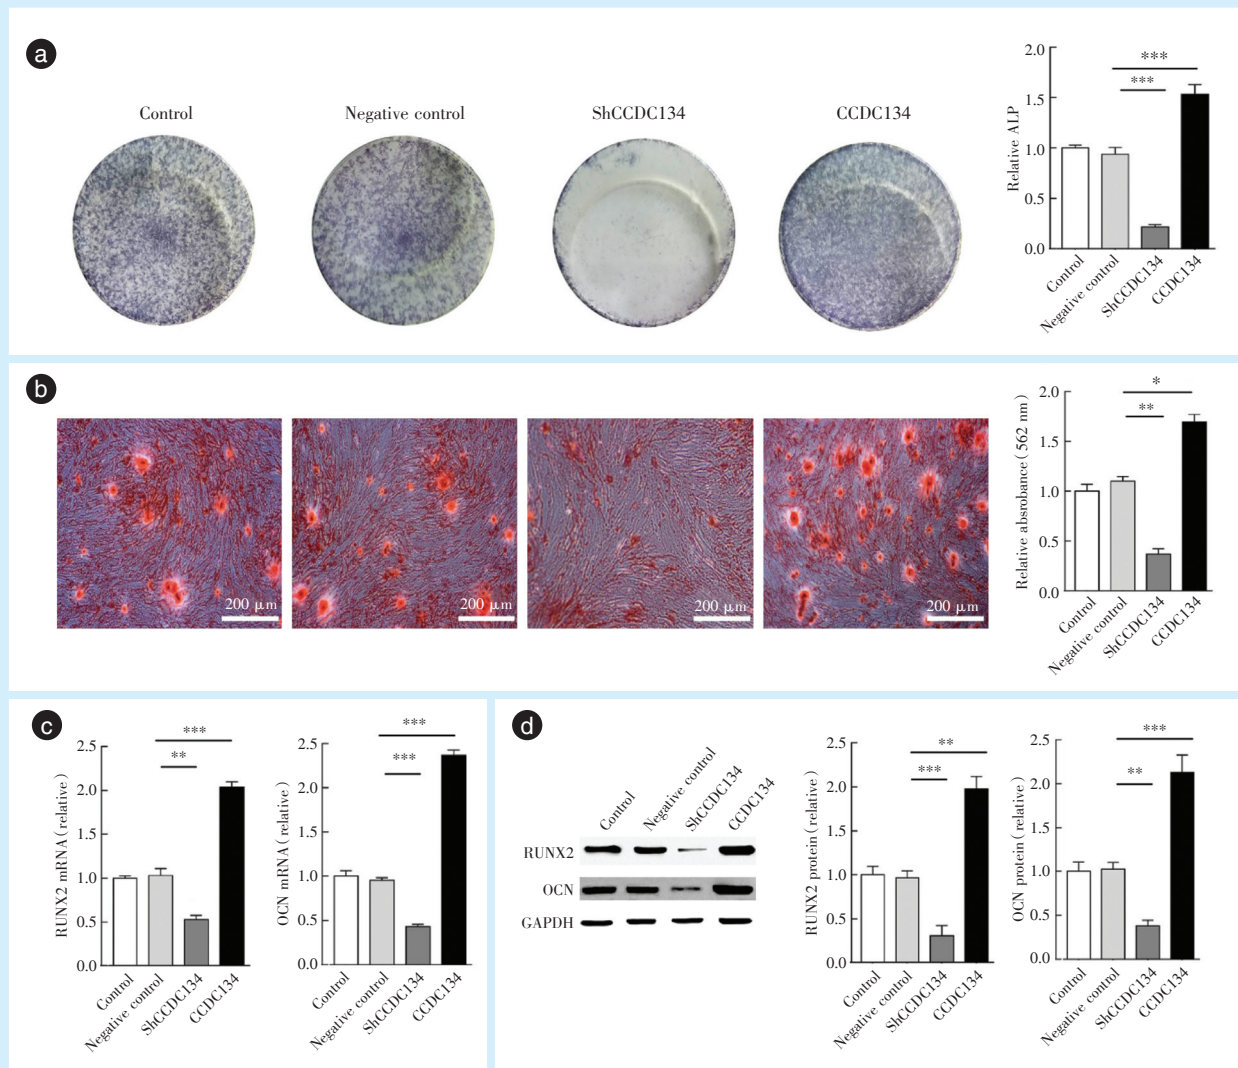 a
Control
Negative control
ShCCDC134
CCDC134
Relative ALP
2.0
1.5
1.0
0.5
0.0
***
***
Control
Negative control
ShCCDC134
CCDC134
b
200 μm
200 μm
200 μm
200 μm
Relative absrobance (562 nm)
2.0
1.5
1.0
0.5
0.0
*
**
Control
Negative control
ShCCDC134
CCDC134
c
RUNX2 mRNA (relative)
2.5
2.0
1.5
1.0
0.5
0.0
***
**
Control
Negative control
ShCCDC134
CCDC134
OCN mRNA (relative)
2.5
2.0
1.5
1.0
0.5
0.0
***
***
Control
Negative control
ShCCDC134
CCDC134
d
Control
Negative control
ShCCDC134
CCDC134
RUNX2
OCN
GAPDH
RUNX2 protein (relative)
2.5
2.0
1.5
1.0
0.5
0.0
**
***
Control
Negative control
ShCCDC134
CCDC134
OCN protein (relative)
2.5
2.0
1.5
1.0
0.5
0.0
***
**
Control
Negative control
ShCCDC134
CCDC134